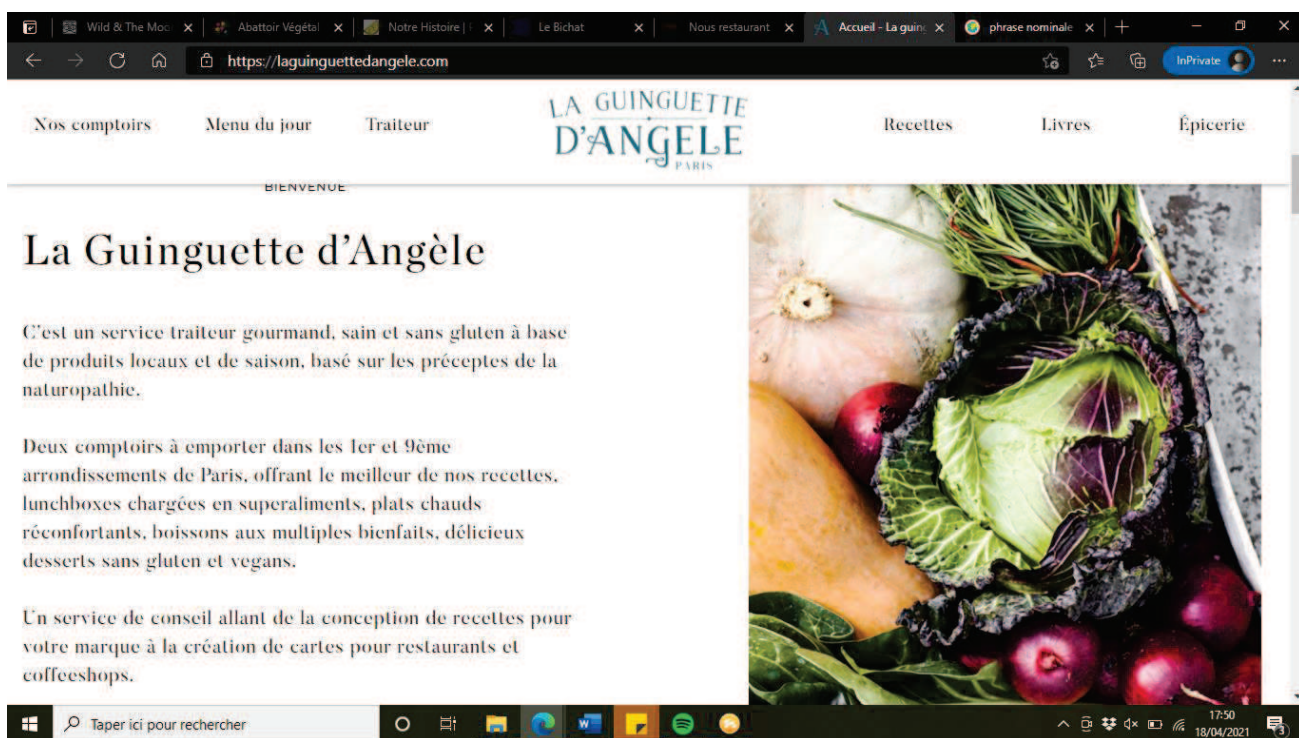 Wild & The Moo
Abattoir Végétal
Notre Histoire |
Le Bichat
Nous restaurant
Accueil - La guing
phrase nominale
https://laguinguettedangele.com
InPrivate
Nos comptoirs
Menu du jour
Traiteur
LA GUINGUETTE
D'ANGELE
PARIS
Recettes
Livres
Épicerie
BIENVENUE
La Guinguette d'Angèle
C'est un service traiteur gourmand, sain et sans gluten à base
de produits locaux et de saison, basé sur les préceptes de la
naturopathie.
Deux comptoirs à emporter dans les 1er et 9ème
arrondissements de Paris, offrant le meilleur de nos recettes,
lunchboxes chargées en superaliments, plats chauds
réconfortants, boissons aux multiples bienfaits, délicieux
desserts sans gluten et vegans.
Un service de conseil allant de la conception de recettes pour
votre marque à la création de cartes pour restaurants et
coffeeshops.
Taper ici pour rechercher
17:50
18/04/2021
3